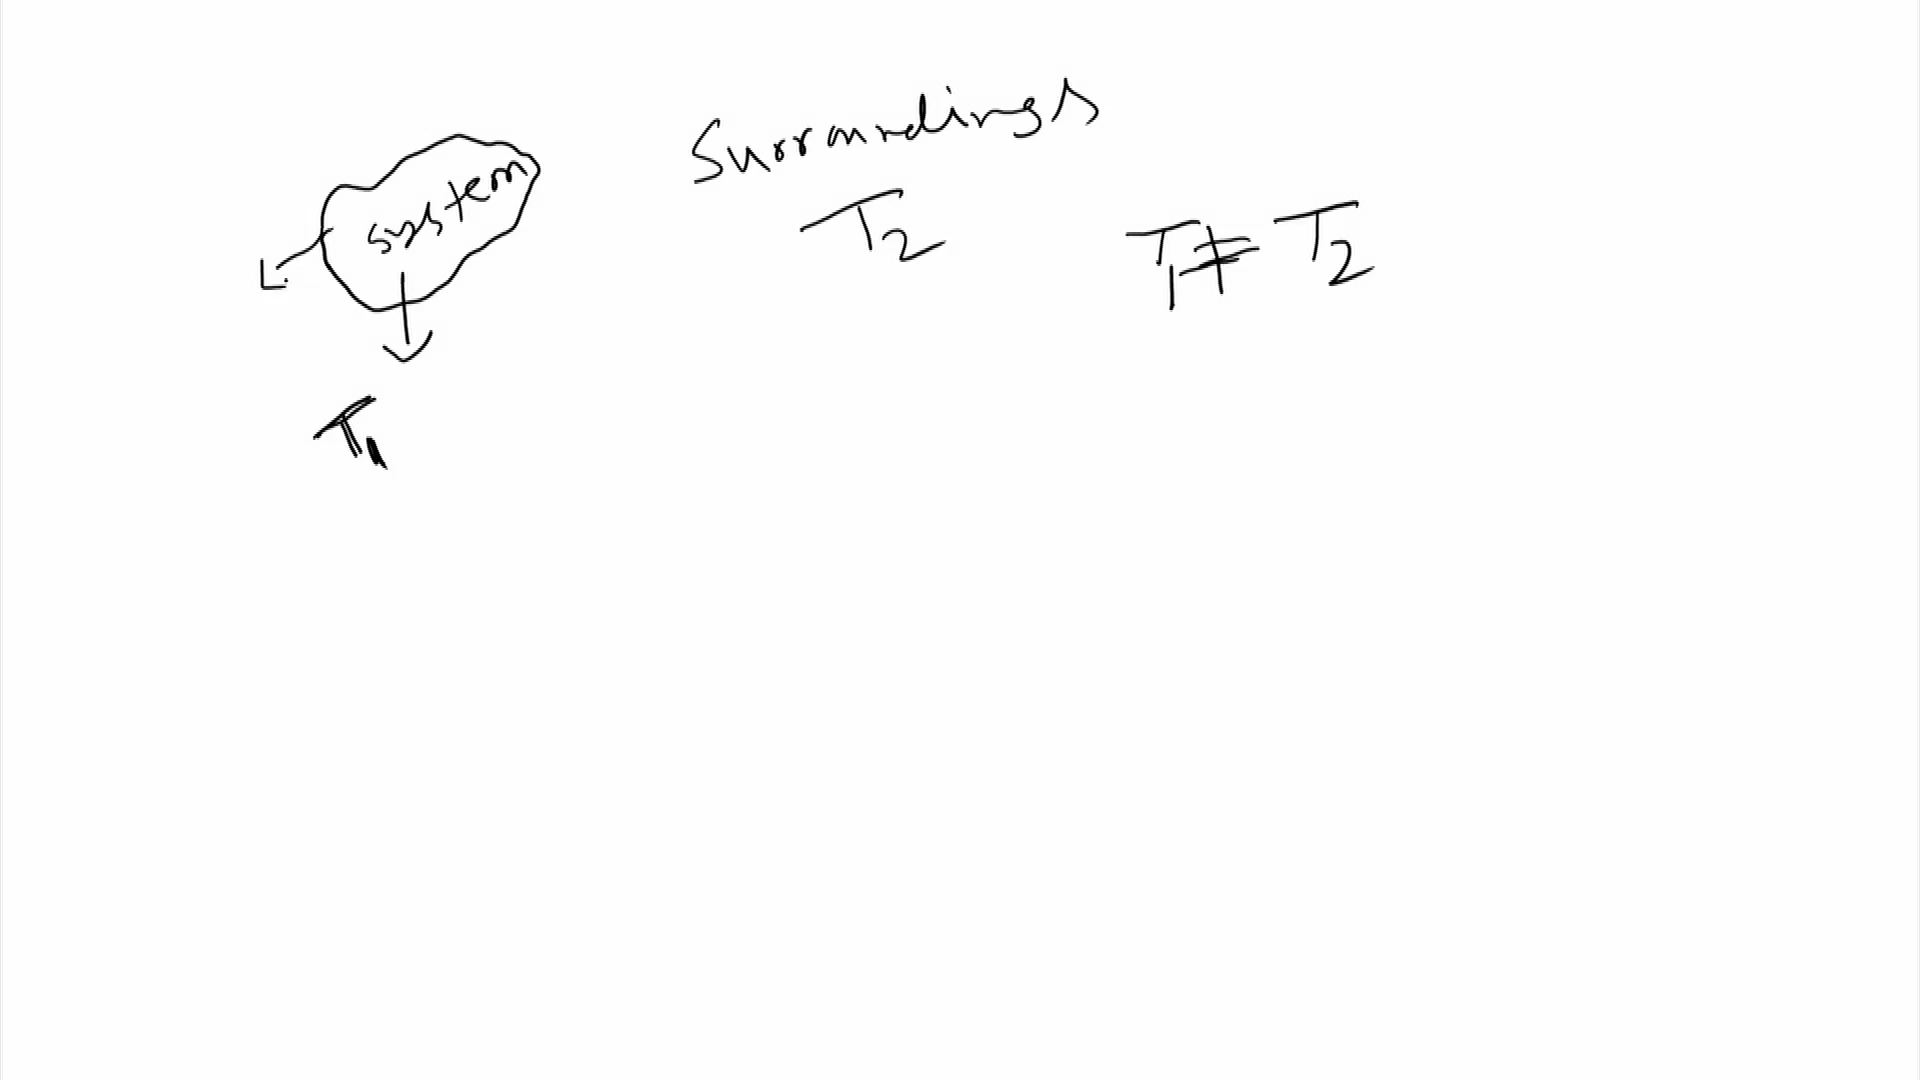 system
Surroundings
T2
T1 ≠ T2
T1